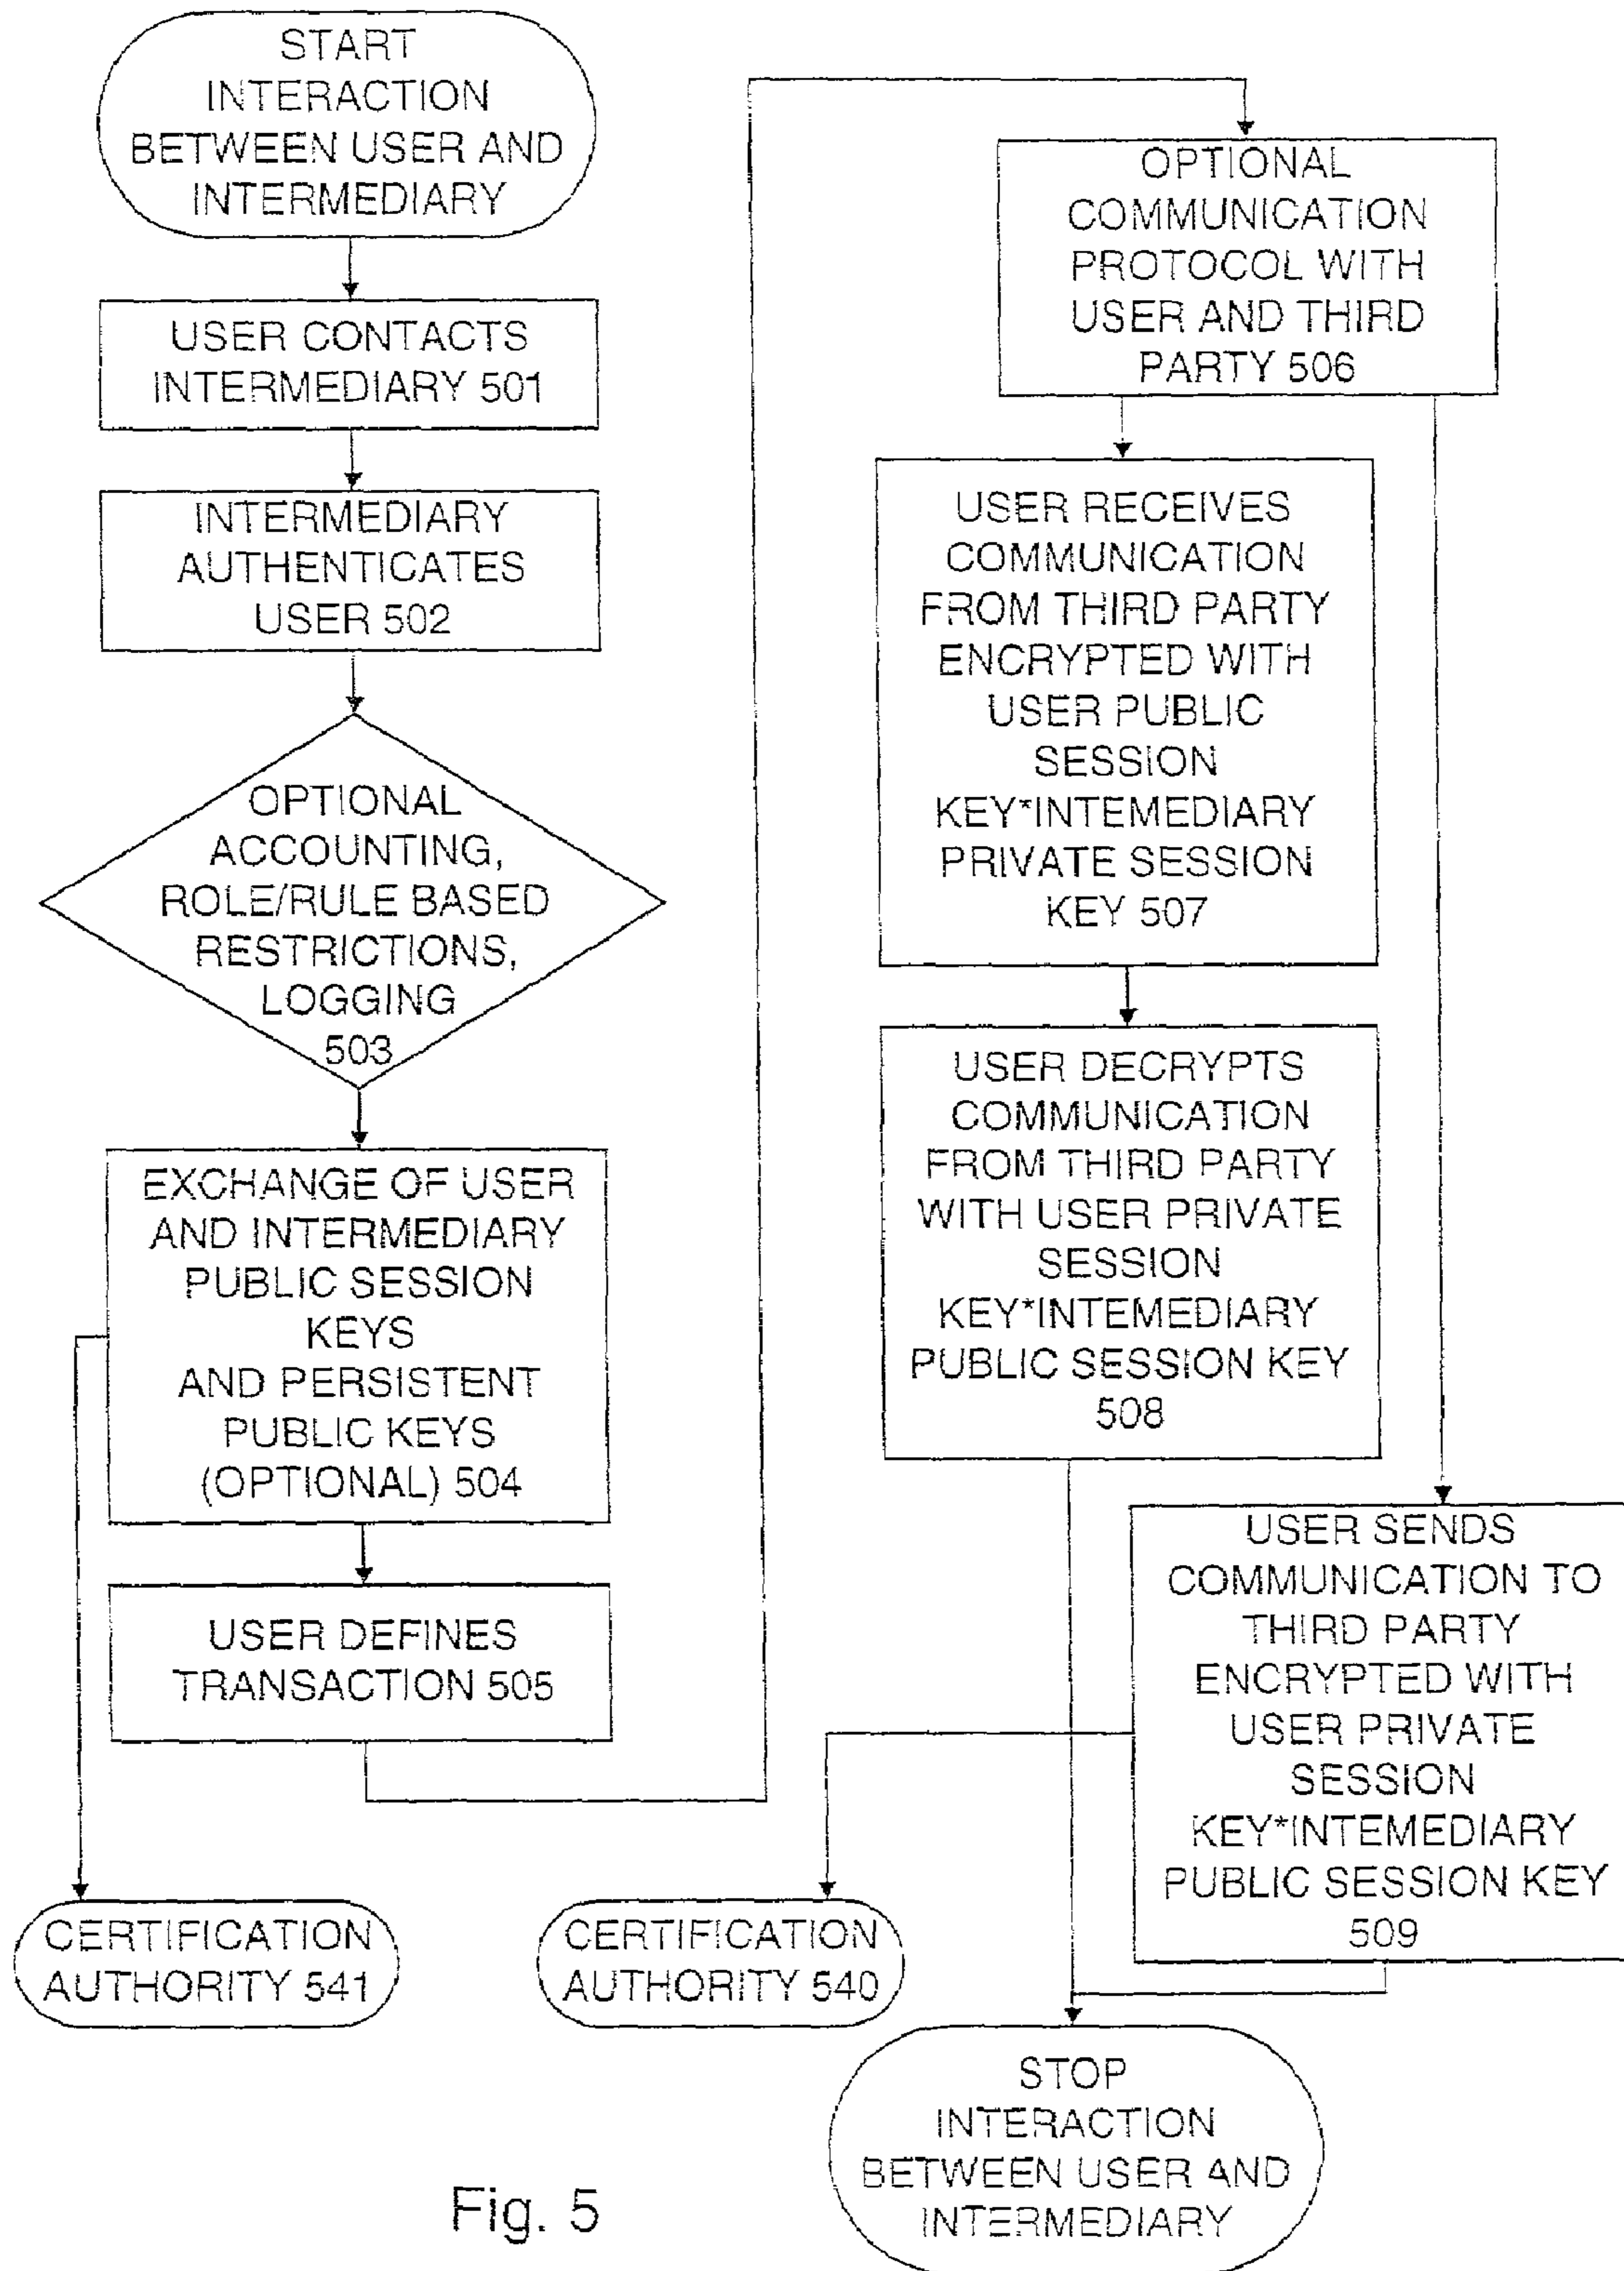 START
INTERACTION
BETWEEN USER AND
INTERMEDIARY
USER CONTACTS
INTERMEDIARY 501
INTERMEDIARY
AUTHENTICATES
USER 502
OPTIONAL
ACCOUNTING,
ROLE/RULE BASED
RESTRICTIONS,
LOGGING
503
EXCHANGE OF USER
AND INTERMEDIARY
PUBLIC SESSION
KEYS
AND PERSISTENT
PUBLIC KEYS
(OPTIONAL) 504
USER DEFINES
TRANSACTION 505
CERTIFICATION
AUTHORITY 541
OPTIONAL
COMMUNICATION
PROTOCOL WITH
USER AND THIRD
PARTY 506
USER RECEIVES
COMMUNICATION
FROM THIRD PARTY
ENCRYPTED WITH
USER PUBLIC
SESSION
KEY*INTEMEDIARY
PRIVATE SESSION
KEY 507
USER DECRYPTS
COMMUNICATION
FROM THIRD PARTY
WITH USER PRIVATE
SESSION
KEY*INTEMEDIARY
PUBLIC SESSION KEY
508
USER SENDS
COMMUNICATION TO
THIRD PARTY
ENCRYPTED WITH
USER PRIVATE
SESSION
KEY*INTEMEDIARY
PUBLIC SESSION KEY
509
CERTIFICATION
AUTHORITY 540
STOP
INTERACTION
BETWEEN USER AND
INTERMEDIARY
Fig. 5